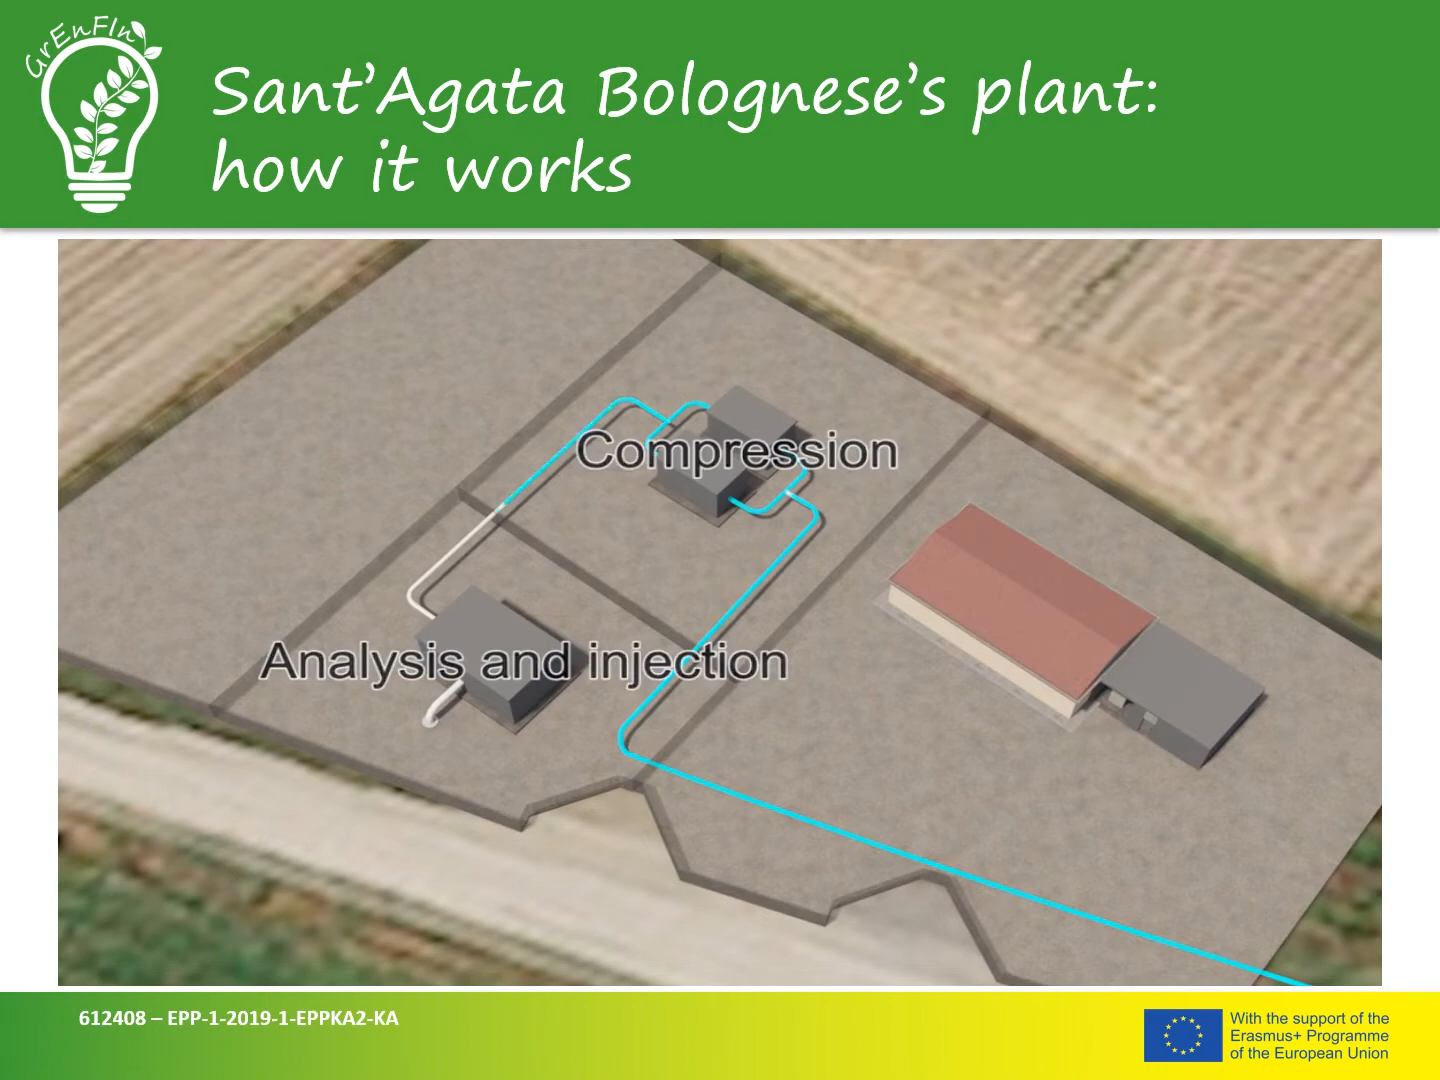 GrEnFIn
Sant’Agata Bolognese’s plant:
how it works
Compression
Analysis and injection
612408 – EPP-1-2019-1-EPPKA2-KA
With the support of the
Erasmus+ Programme
of the European Union